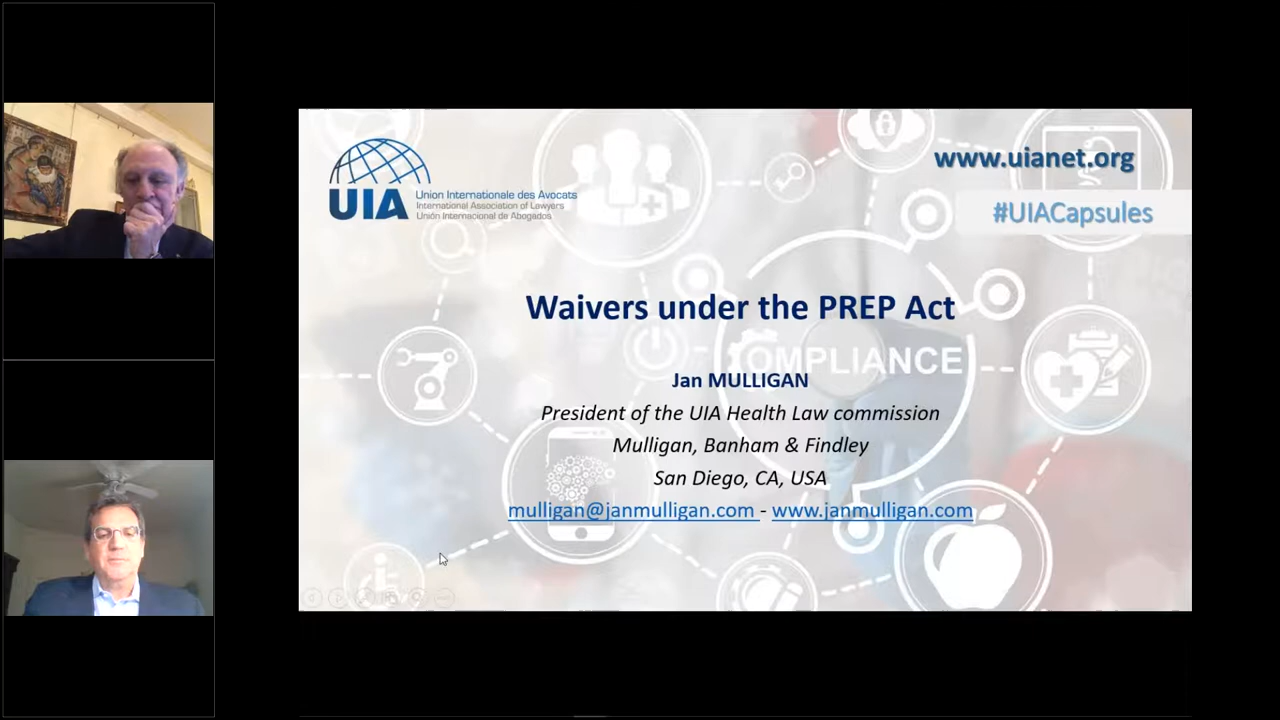 UIA
Union Internationale des Avocats
International Association of Lawyers
Unión Internacional de Abogados
www.uianet.org
#UIACapsules
Waivers under the PREP Act
OMPLIANCE
Jan MULLIGAN
President of the UIA Health Law commission
Mulligan, Banham & Findley
San Diego, CA, USA
mulligan@janmulligan.com - www.janmulligan.com